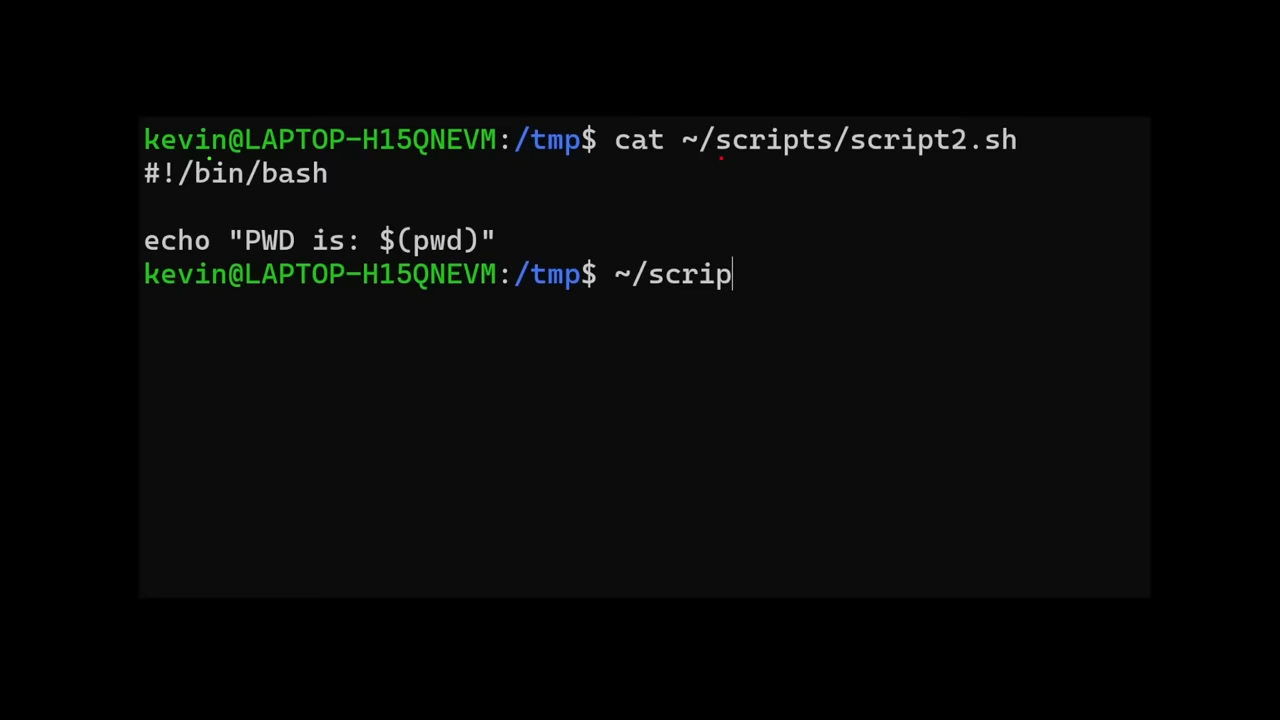 kevin@LAPTOP-H15QNEVM:/tmp$ cat ~/scripts/script2.sh
#!/bin/bash
echo "PWD is: $(pwd)"
kevin@LAPTOP-H15QNEVM:/tmp$ ~/scrip